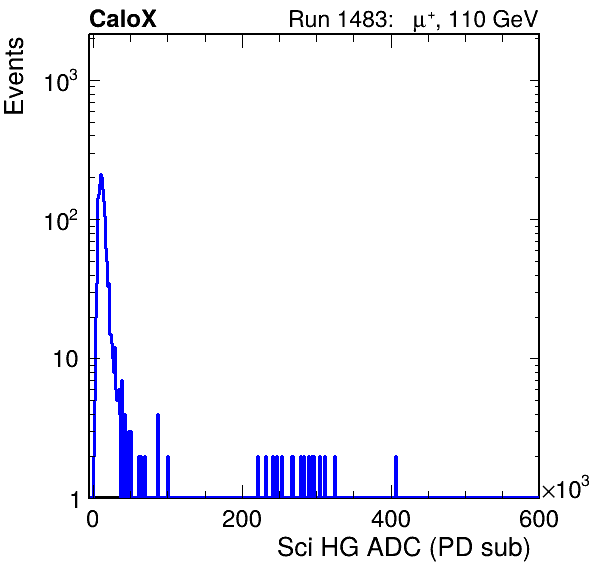 CaloX Run 1483: μ⁺, 110 GeV
Events
10³
10²
10
1
0 200 400 600
×10³
Sci HG ADC (PD sub)